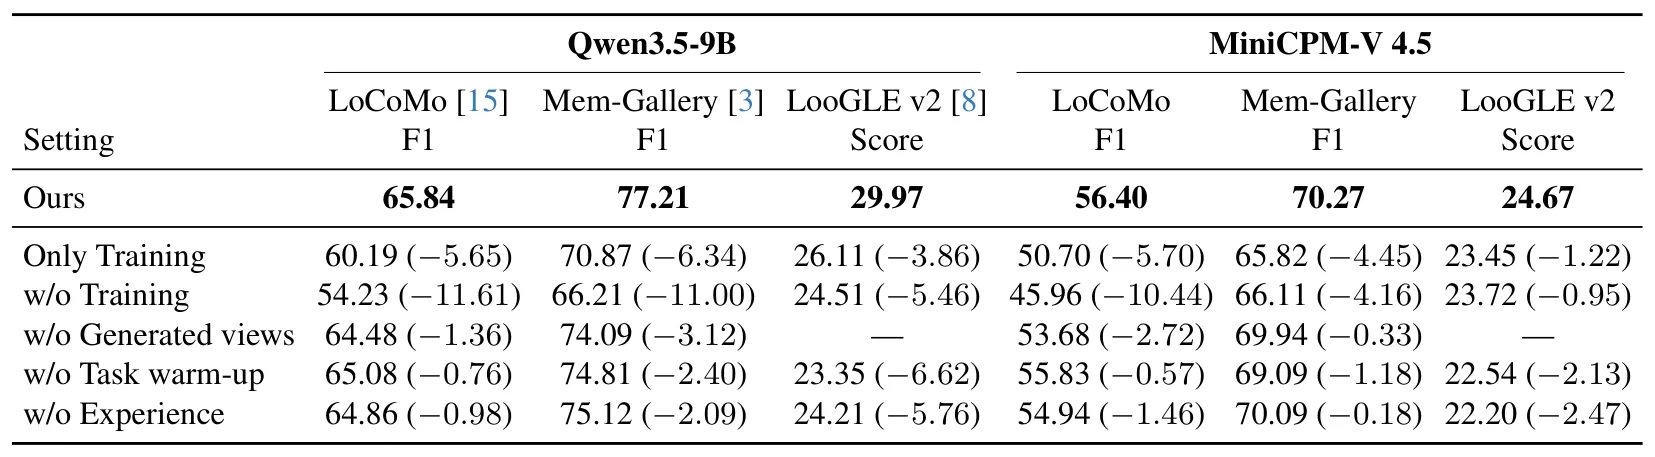 Qwen3.5-9B MiniCPM-V 4.5
LoCoMo [15] Mem-Gallery [3] LooGLE v2 [8] LoCoMo Mem-Gallery LooGLE v2
Setting F1 F1 Score F1 F1 Score
Ours 65.84 77.21 29.97 56.40 70.27 24.67
Only Training 60.19 (−5.65) 70.87 (−6.34) 26.11 (−3.86) 50.70 (−5.70) 65.82 (−4.45) 23.45 (−1.22)
w/o Training 54.23 (−11.61) 66.21 (−11.00) 24.51 (−5.46) 45.96 (−10.44) 66.11 (−4.16) 23.72 (−0.95)
w/o Generated views 64.48 (−1.36) 74.09 (−3.12) — 53.68 (−2.72) 69.94 (−0.33) —
w/o Task warm-up 65.08 (−0.76) 74.81 (−2.40) 23.35 (−6.62) 55.83 (−0.57) 69.09 (−1.18) 22.54 (−2.13)
w/o Experience 64.86 (−0.98) 75.12 (−2.09) 24.21 (−5.76) 54.94 (−1.46) 70.09 (−0.18) 22.20 (−2.47)